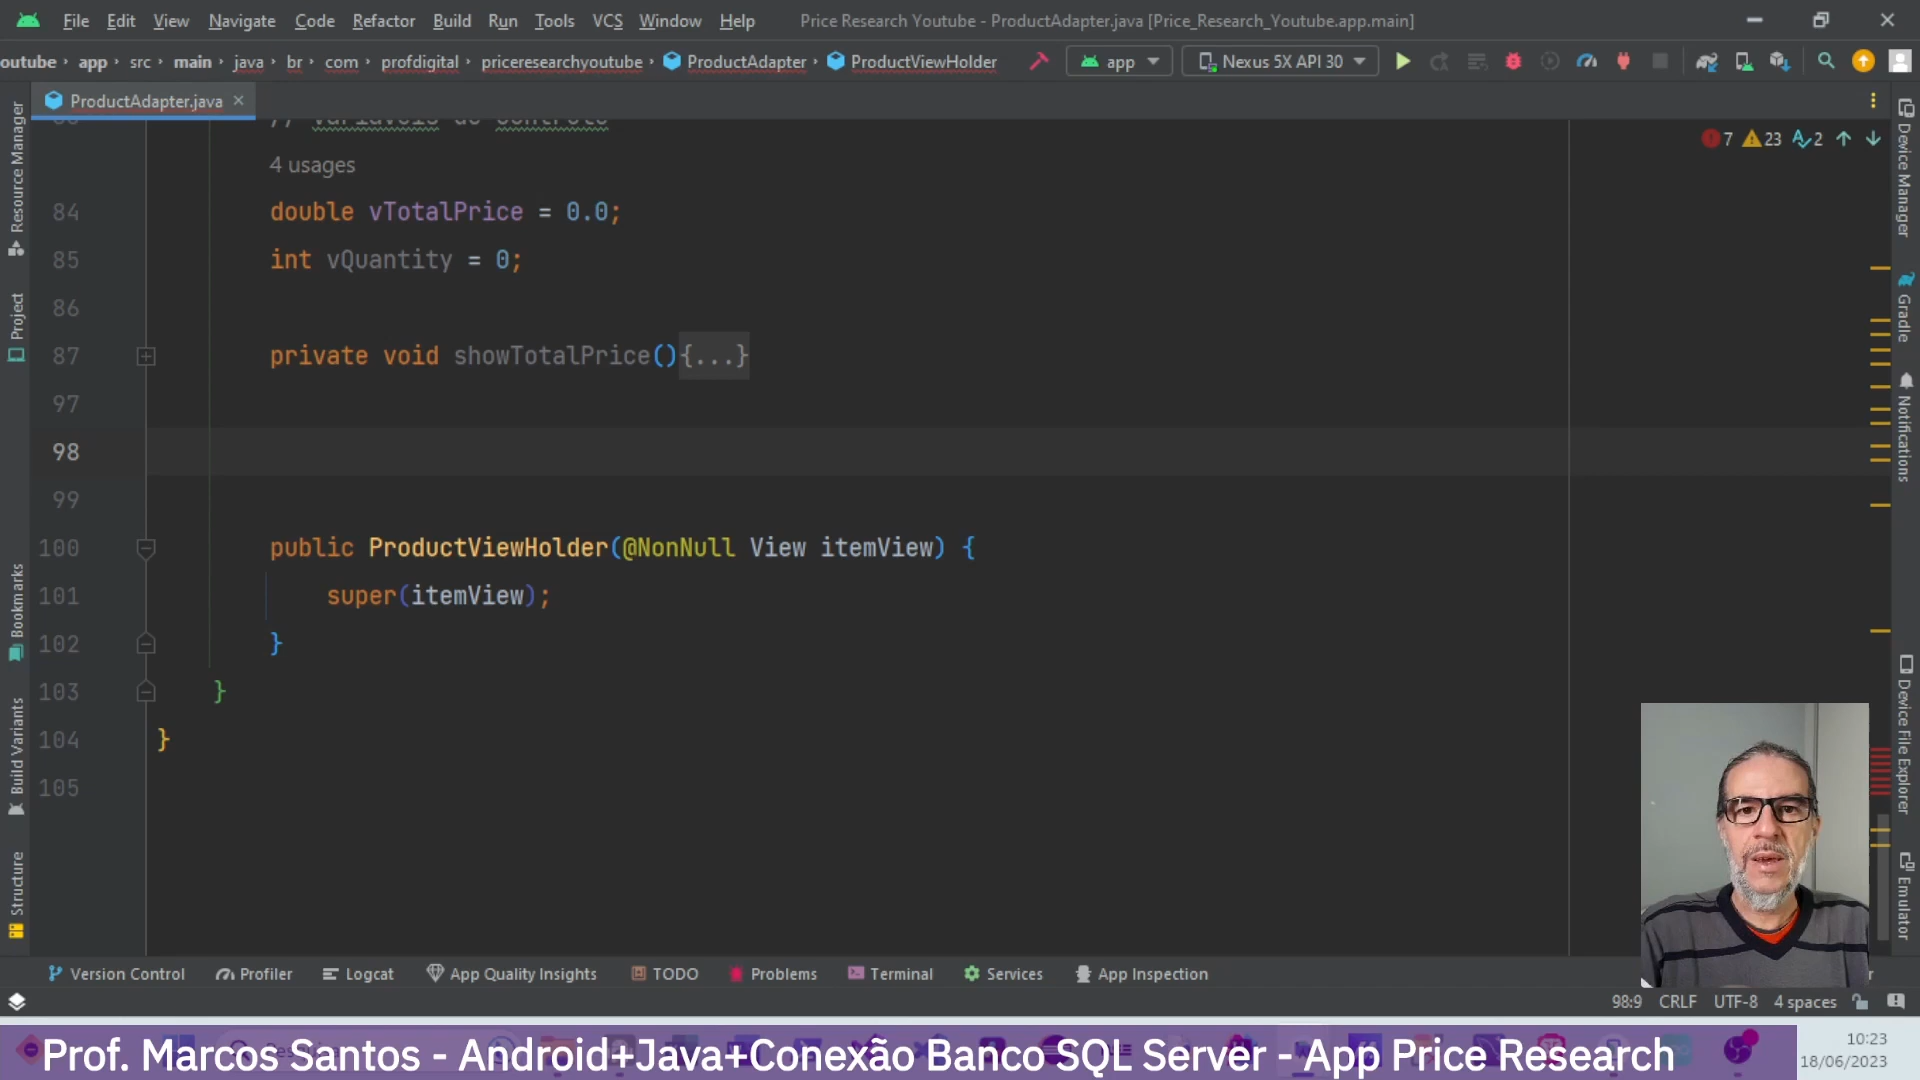 File Edit View Navigate Code Refactor Build Run Tools VCS Window Help Price Research Youtube - ProductAdapter.java [Price_Research_Youtube.app.main]
outube app src main java br com profdigital priceresearchyoutube ProductAdapter ProductViewHolder app Nexus 5X API 30
ProductAdapter.java
7 23 2
4 usages
84 double vTotalPrice = 0.0;
85 int vQuantity = 0;
86
87 private void showTotalPrice(){...}
97
98
99
100 public ProductViewHolder(@NonNull View itemView) {
101 super(itemView);
102 }
103 }
104 }
105
Resource Manager
Project
Bookmarks
Build Variants
Structure
Device Manager
Gradle
Notifications
Device File Explorer
Emulator
Version Control Profiler Logcat App Quality Insights TODO Problems Terminal Services App Inspection
98:9 CRLF UTF-8 4 spaces
Prof. Marcos Santos - Android+Java+Conexão Banco SQL Server - App Price Research
10:23
18/06/2023